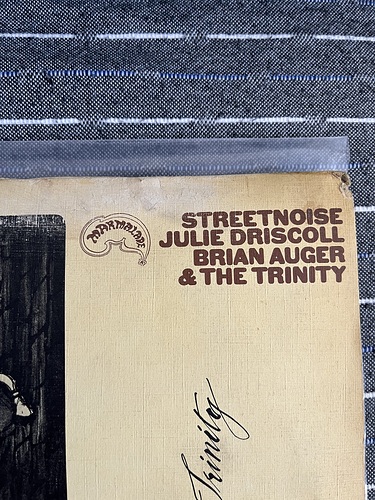 MARMALADE
STREETNOISE
JULIE DRISCOLL
BRIAN AUGER
& THE TRINITY
Trinity